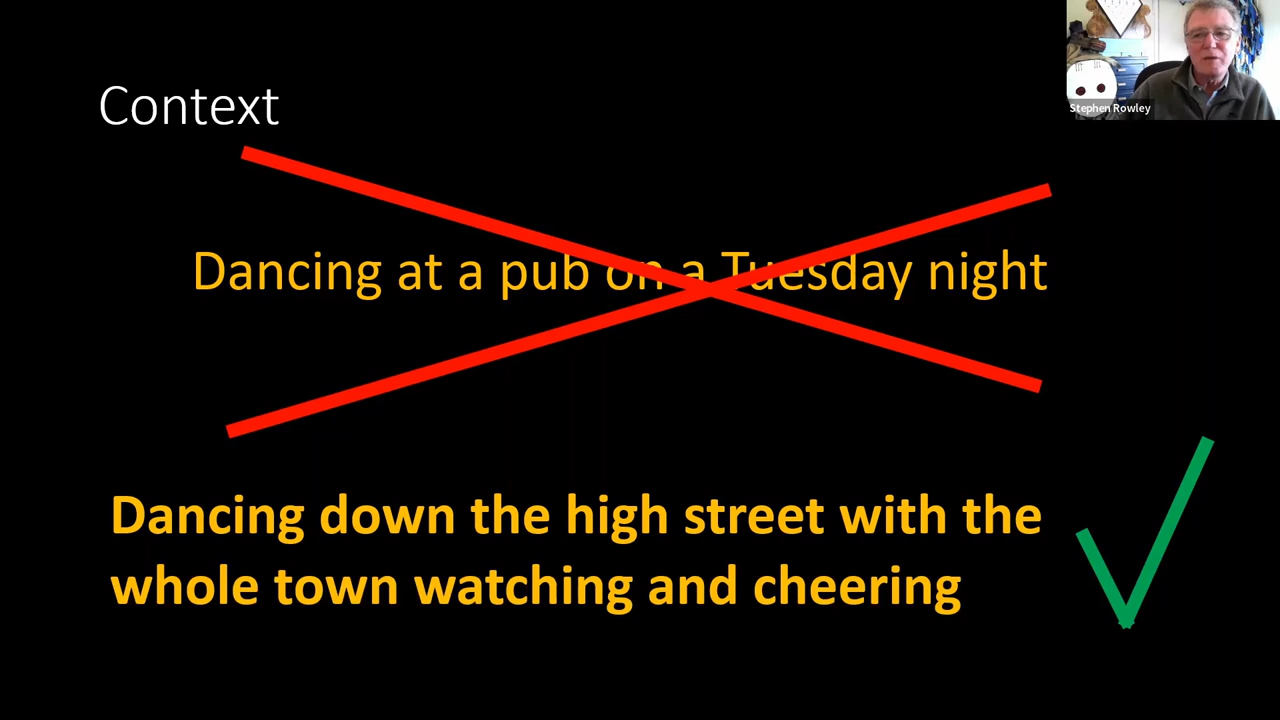 Context
Stephen Rowley
Dancing at a pub on a Tuesday night
Dancing down the high street with the
whole town watching and cheering